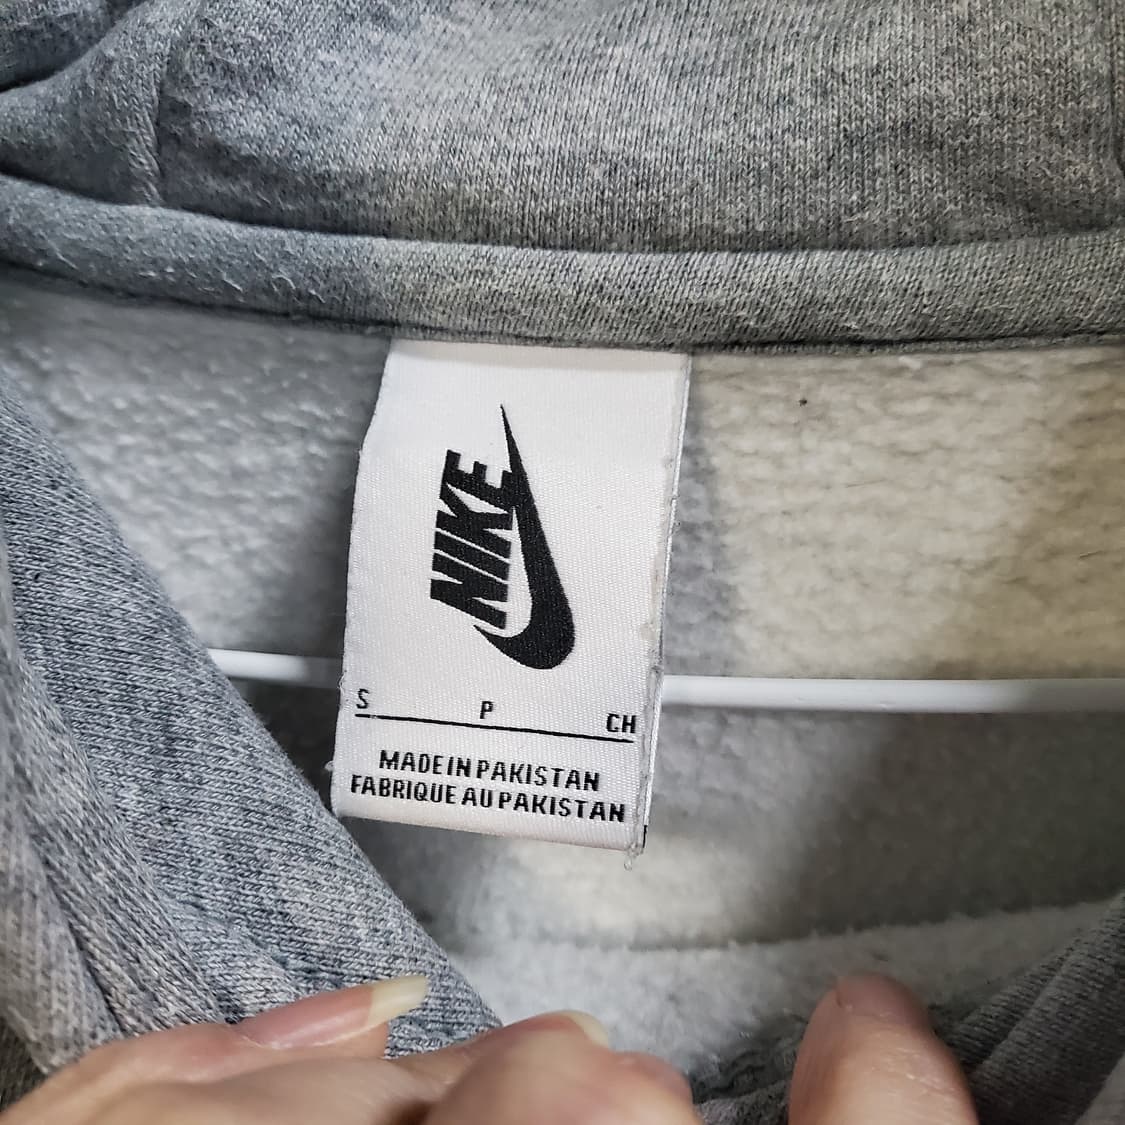 NIKE
S P CH
MADE IN PAKISTAN
FABRIQUE AU PAKISTAN